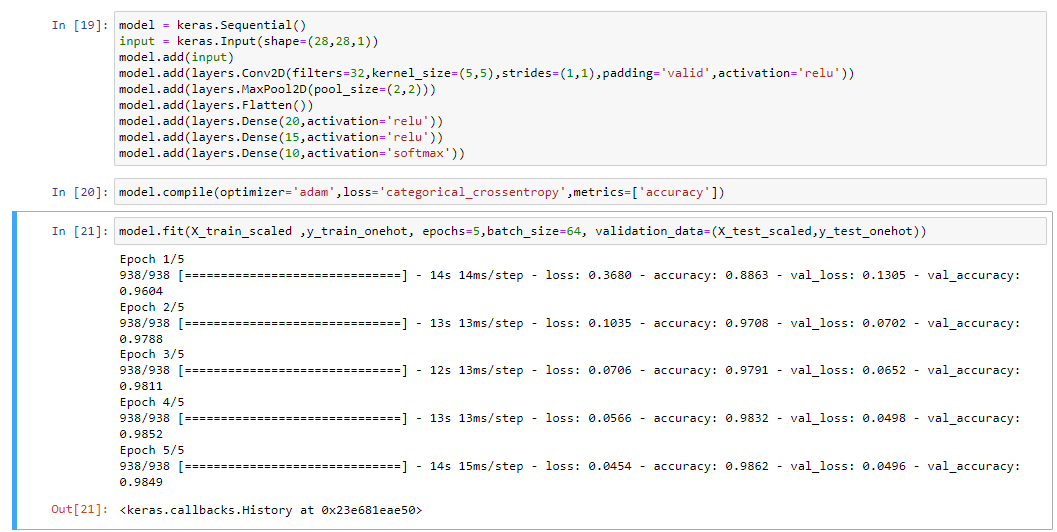 In [19]: model = keras.Sequential()
input = keras.Input(shape=(28,28,1))
model.add(input)
model.add(layers.Conv2D(filters=32,kernel_size=(5,5),strides=(1,1),padding='valid',activation='relu'))
model.add(layers.MaxPool2D(pool_size=(2,2)))
model.add(layers.Flatten())
model.add(layers.Dense(20,activation='relu'))
model.add(layers.Dense(15,activation='relu'))
model.add(layers.Dense(10,activation='softmax'))
In [20]: model.compile(optimizer='adam',loss='categorical_crossentropy',metrics=['accuracy'])
In [21]: model.fit(X_train_scaled ,y_train_onehot, epochs=5,batch_size=64, validation_data=(X_test_scaled,y_test_onehot))
Epoch 1/5
938/938 [==============================] - 14s 14ms/step - loss: 0.3680 - accuracy: 0.8863 - val_loss: 0.1305 - val_accuracy:
0.9604
Epoch 2/5
938/938 [==============================] - 13s 13ms/step - loss: 0.1035 - accuracy: 0.9708 - val_loss: 0.0702 - val_accuracy:
0.9788
Epoch 3/5
938/938 [==============================] - 12s 13ms/step - loss: 0.0706 - accuracy: 0.9791 - val_loss: 0.0652 - val_accuracy:
0.9811
Epoch 4/5
938/938 [==============================] - 13s 13ms/step - loss: 0.0566 - accuracy: 0.9832 - val_loss: 0.0498 - val_accuracy:
0.9852
Epoch 5/5
938/938 [==============================] - 14s 15ms/step - loss: 0.0454 - accuracy: 0.9862 - val_loss: 0.0496 - val_accuracy:
0.9849
Out[21]: <keras.callbacks.History at 0x23e681eae50>